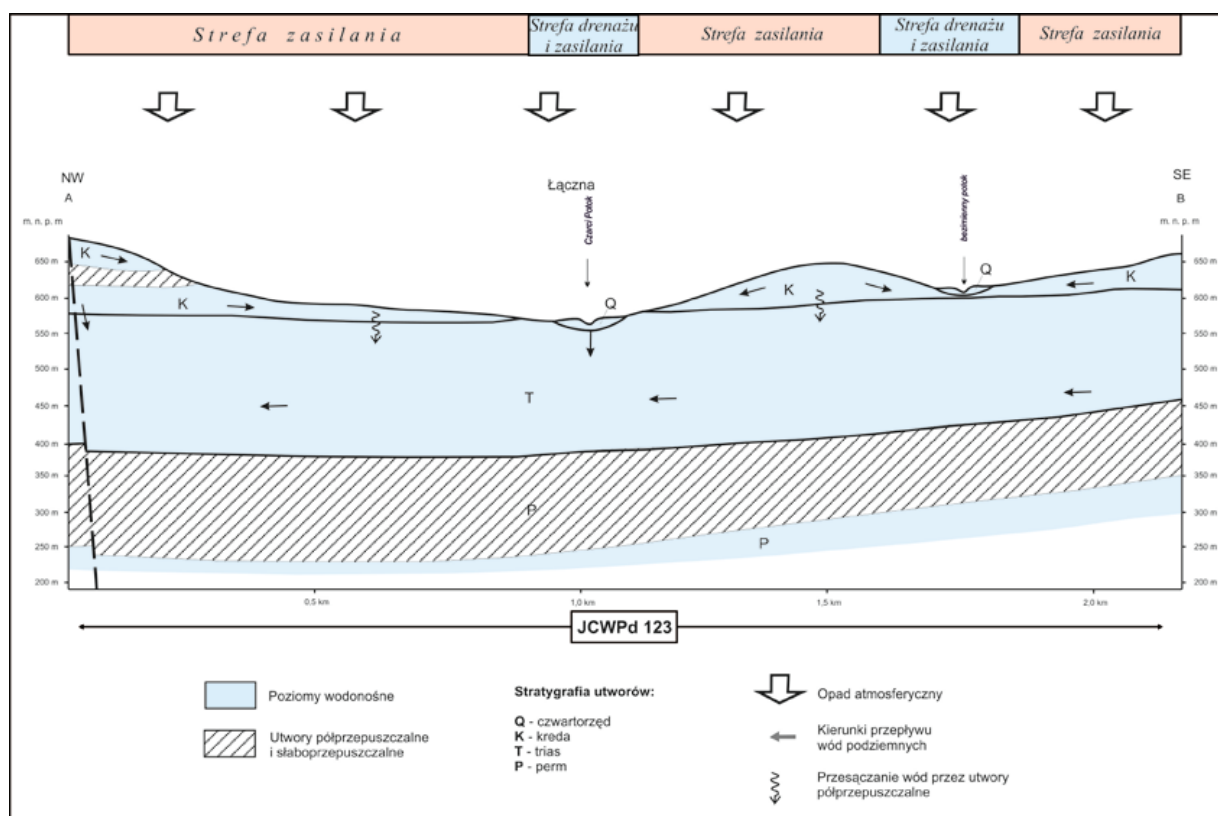 Strefa zasilania
Strefa drenażu
i zasilania
Strefa zasilania
Strefa drenażu
i zasilania
Strefa zasilania
NW
A
m. n. p. m
Łączna
Czarci Potok
bezimienny potok
SE
B
m. n. p. m
650 m
600 m
550 m
500 m
450 m
400 m
350 m
300 m
250 m
200 m
K
K
Q
K
Q
K
T
P
P
650 m
600 m
550 m
500 m
450 m
400 m
350 m
300 m
250 m
200 m
0,5 km
1,0 km
1,5 km
2,0 km
JCWPd 123
Poziomy wodonośne
Utwory półprzepuszczalne
i słaboprzepuszczalne
Stratygrafia utworów:
Q - czwartorzęd
K - kreda
T - trias
P - perm
Opad atmosferyczny
Kierunki przepływu
wód podziemnych
Przesączanie wód przez utwory
półprzepuszczalne